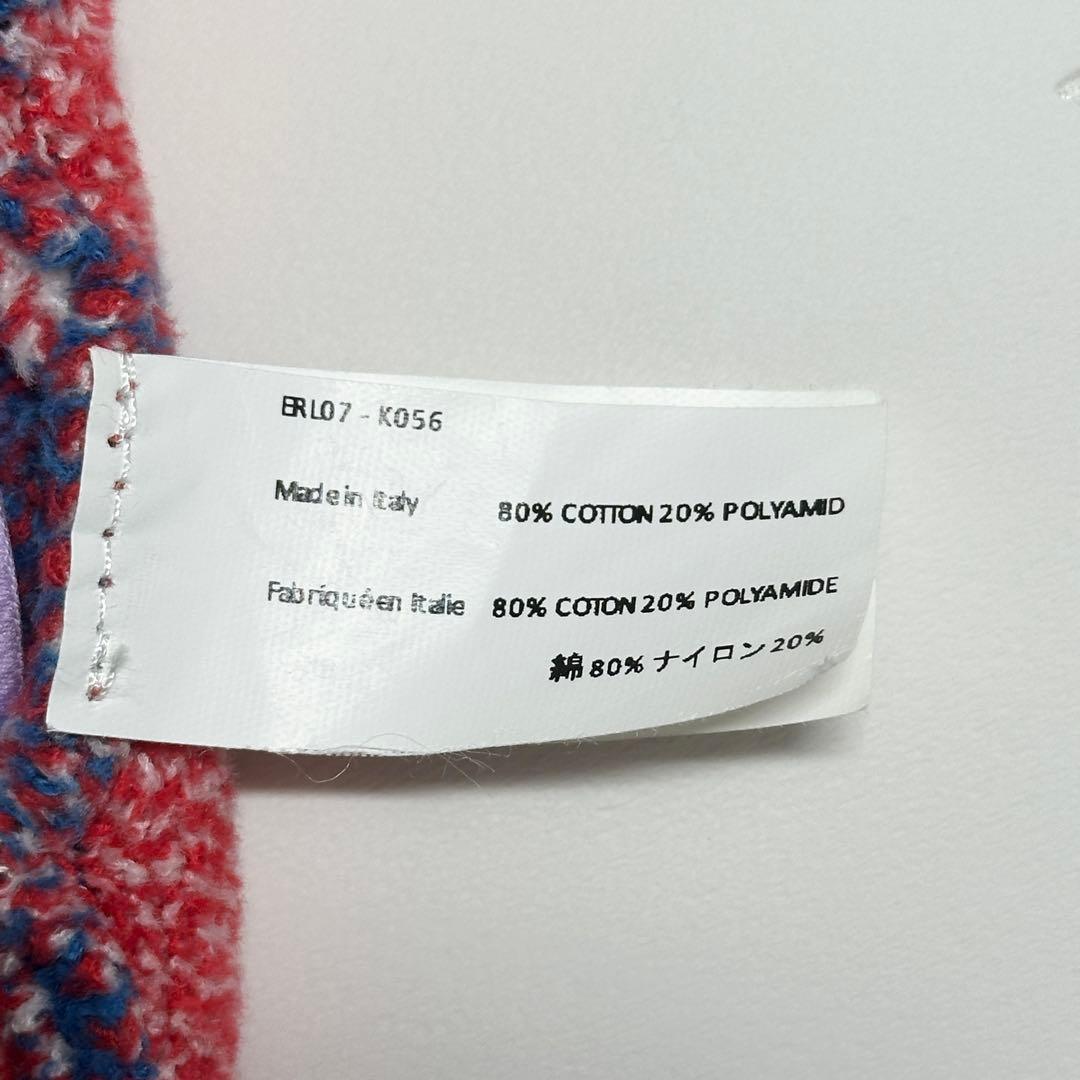 ERL07 - K056
Made in Italy 80% COTTON 20% POLYAMID
Fabriqué en Italie 80% COTON 20% POLYAMIDE
綿 80% ナイロン 20%